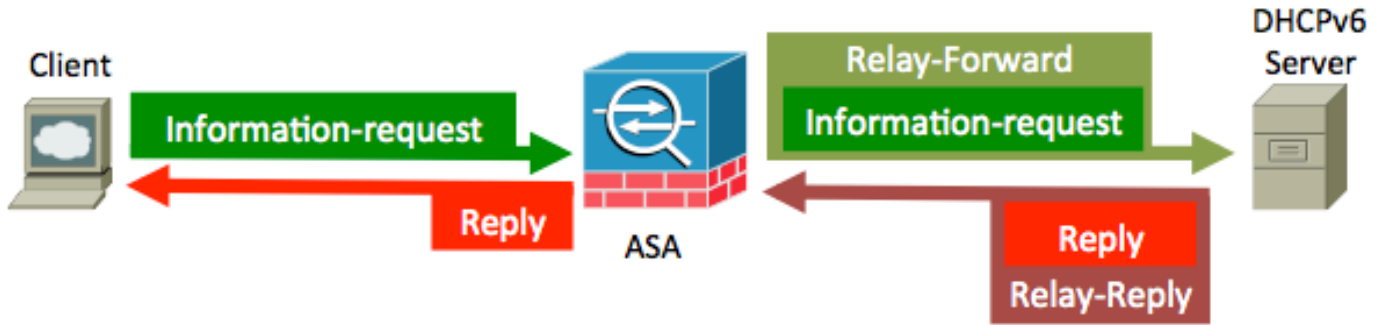 Client
Information-request
Reply
ASA
Relay-Forward
Information-request
Reply
Relay-Reply
DHCPv6
Server